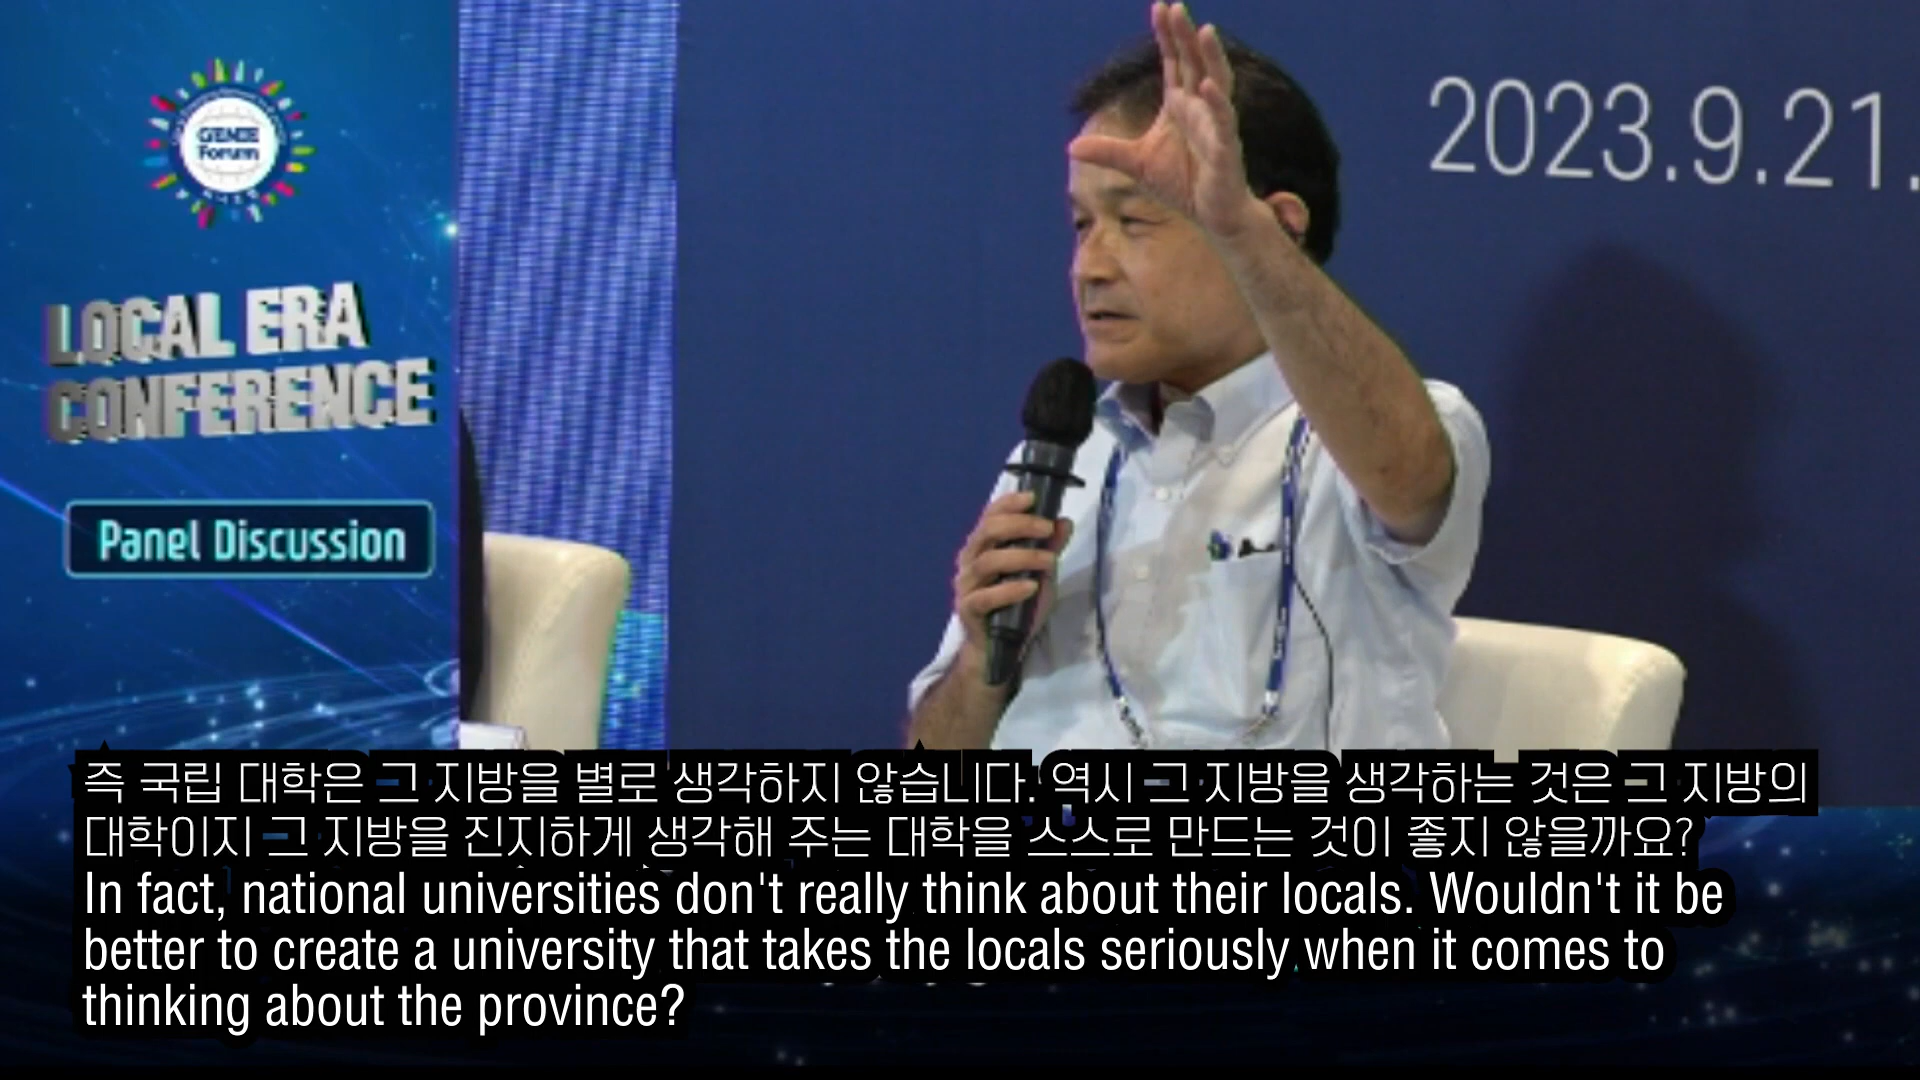 GENIE
Forum
LOCAL ERA
CONFERENCE
Panel Discussion
2023.9.21.
즉 국립 대학은 그 지방을 별로 생각하지 않습니다. 역시 그 지방을 생각하는 것은 그 지방의
대학이지 그 지방을 진지하게 생각해 주는 대학을 스스로 만드는 것이 좋지 않을까요?
In fact, national universities don't really think about their locals. Wouldn't it be
better to create a university that takes the locals seriously when it comes to
thinking about the province?